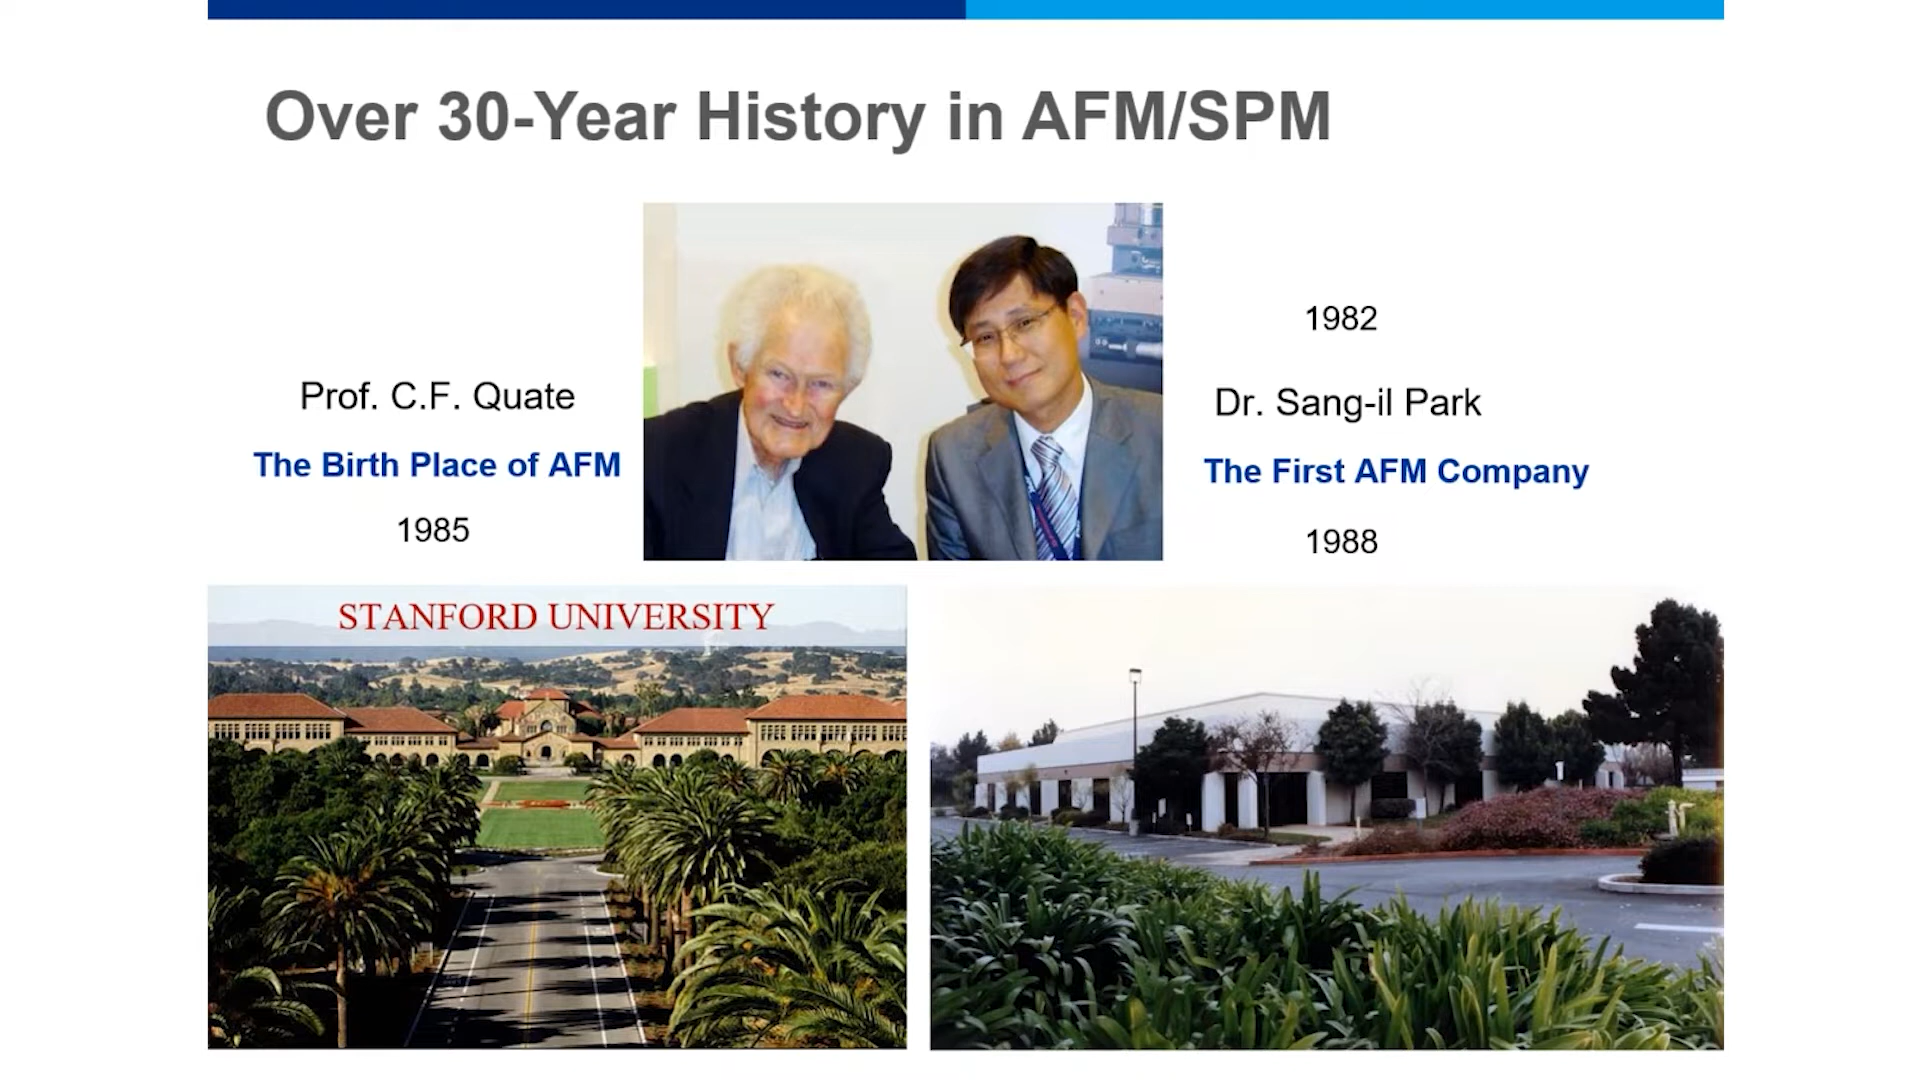 Over 30-Year History in AFM/SPM
Prof. C.F. Quate
The Birth Place of AFM
1985
1982
Dr. Sang-il Park
The First AFM Company
1988
STANFORD UNIVERSITY